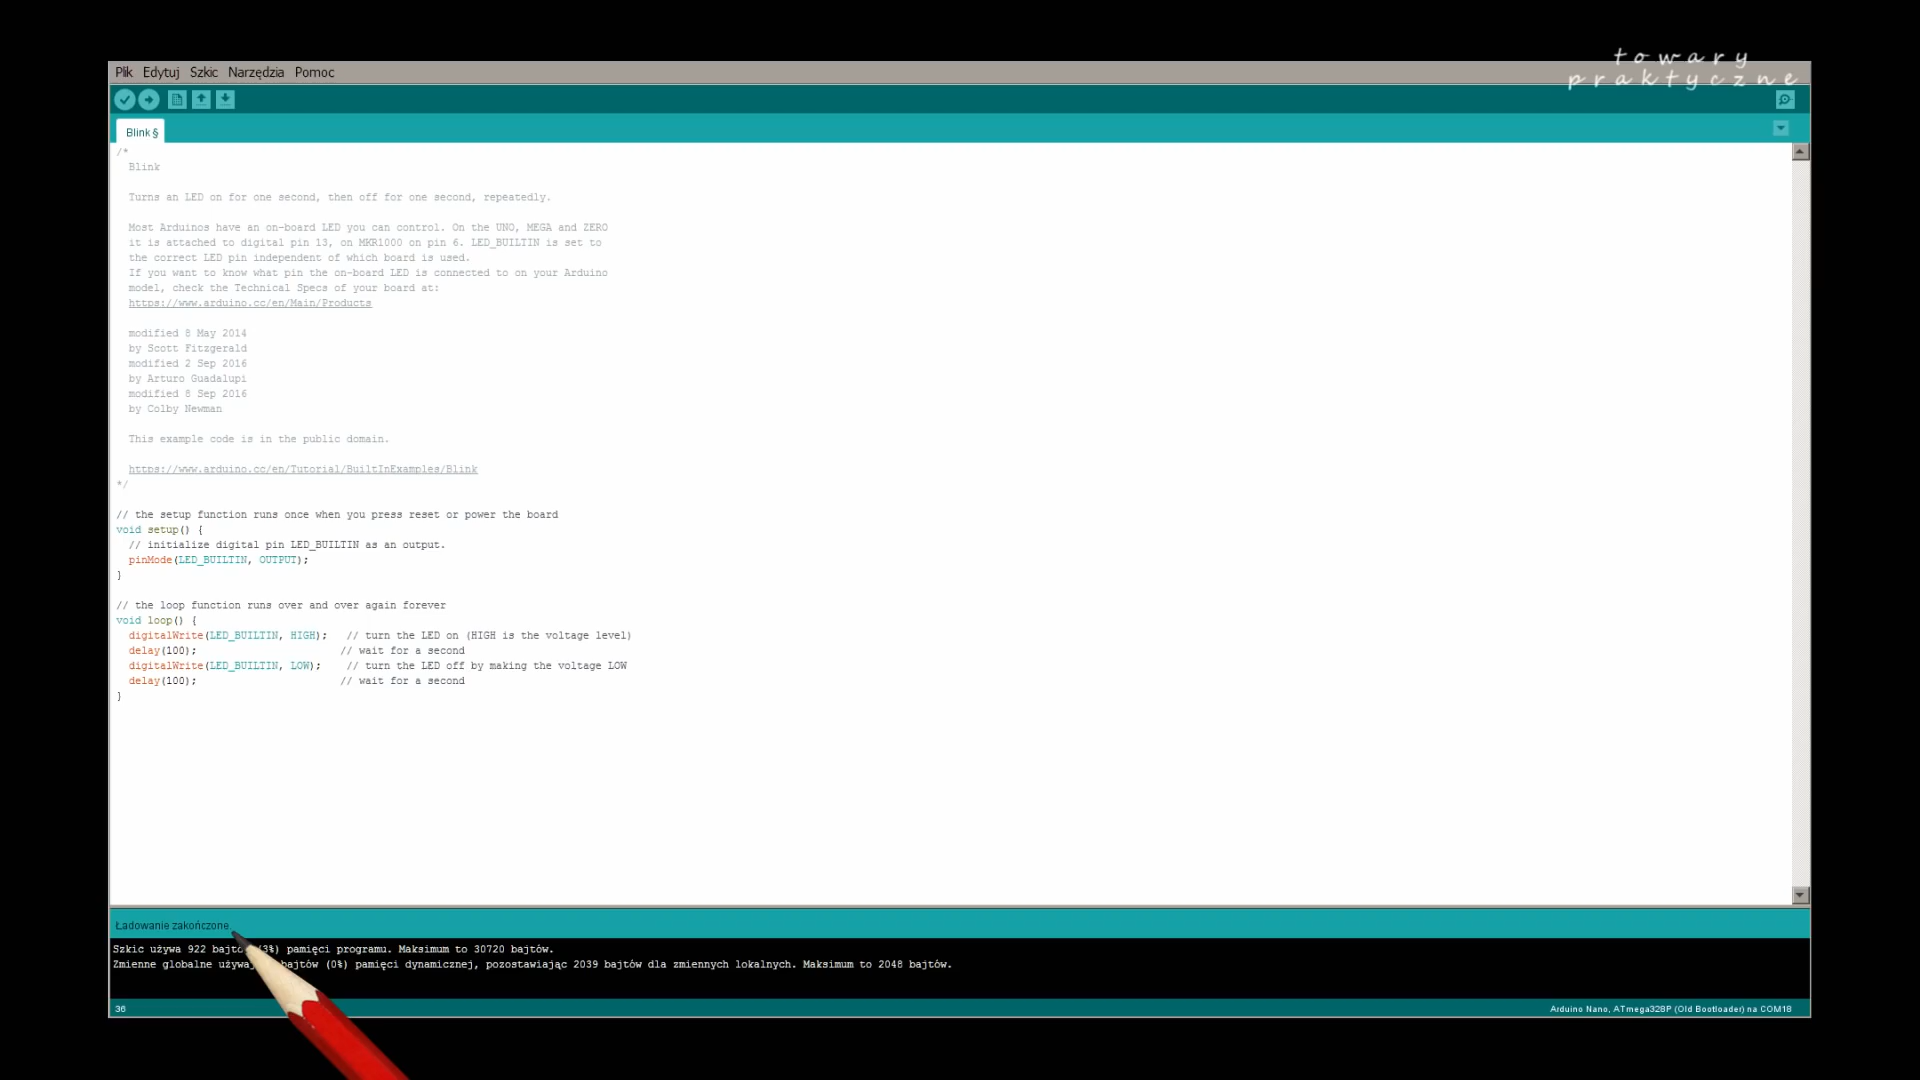 towary
praktyczne
Plik Edytuj Szkic Narzędzia Pomoc
Blink §
/*
Blink
Turns an LED on for one second, then off for one second, repeatedly.
Most Arduinos have an on-board LED you can control. On the UNO, MEGA and ZERO
it is attached to digital pin 13, on MKR1000 on pin 6. LED_BUILTIN is set to
the correct LED pin independent of which board is used.
If you want to know what pin the on-board LED is connected to on your Arduino
model, check the Technical Specs of your board at:
https://www.arduino.cc/en/Main/Products
modified 8 May 2014
by Scott Fitzgerald
modified 2 Sep 2016
by Arturo Guadalupi
modified 8 Sep 2016
by Colby Newman
This example code is in the public domain.
https://www.arduino.cc/en/Tutorial/BuiltInExamples/Blink
*/
// the setup function runs once when you press reset or power the board
void setup() {
// initialize digital pin LED_BUILTIN as an output.
pinMode(LED_BUILTIN, OUTPUT);
}
// the loop function runs over and over again forever
void loop() {
digitalWrite(LED_BUILTIN, HIGH); // turn the LED on (HIGH is the voltage level)
delay(100); // wait for a second
digitalWrite(LED_BUILTIN, LOW); // turn the LED off by making the voltage LOW
delay(100); // wait for a second
}
Ładowanie zakończone.
Szkic używa 922 bajtó (3%) pamięci programu. Maksimum to 30720 bajtów.
Zmienne globalne używaj bajtów (0%) pamięci dynamicznej, pozostawiając 2039 bajtów dla zmiennych lokalnych. Maksimum to 2048 bajtów.
36
Arduino Nano, ATmega328P (Old Bootloader) na COM18